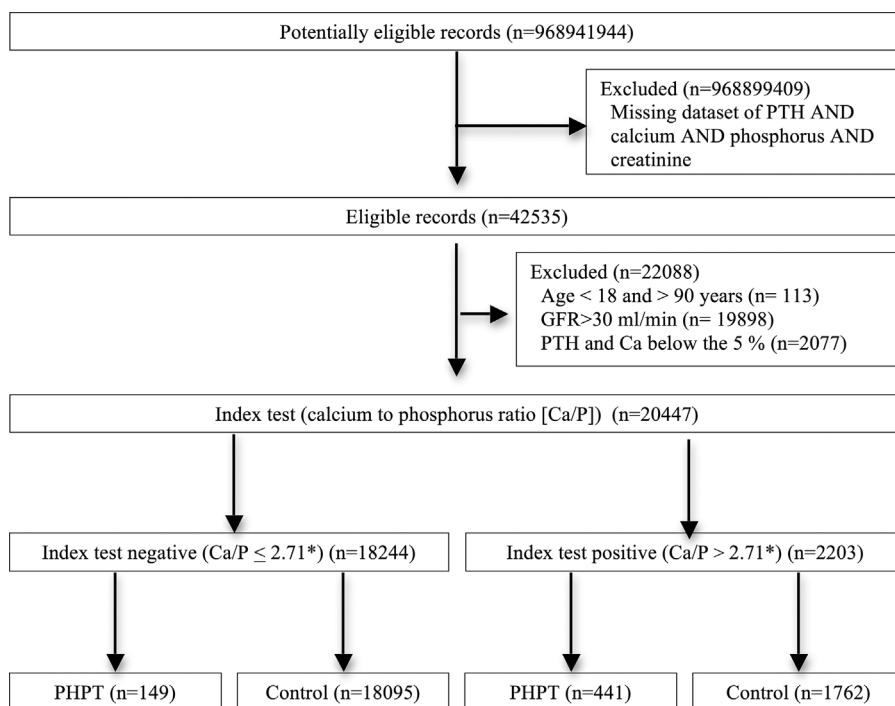 Potentially eligible records (n=968941944)
Excluded (n=968899409)
Missing dataset of PTH AND
calcium AND phosphorus AND
creatinine
Eligible records (n=42535)
Excluded (n=22088)
Age < 18 and > 90 years (n= 113)
GFR>30 ml/min (n= 19898)
PTH and Ca below the 5 % (n=2077)
Index test (calcium to phosphorus ratio [Ca/P]) (n=20447)
Index test negative (Ca/P ≤ 2.71*) (n=18244)
Index test positive (Ca/P > 2.71*) (n=2203)
PHPT (n=149)
Control (n=18095)
PHPT (n=441)
Control (n=1762)